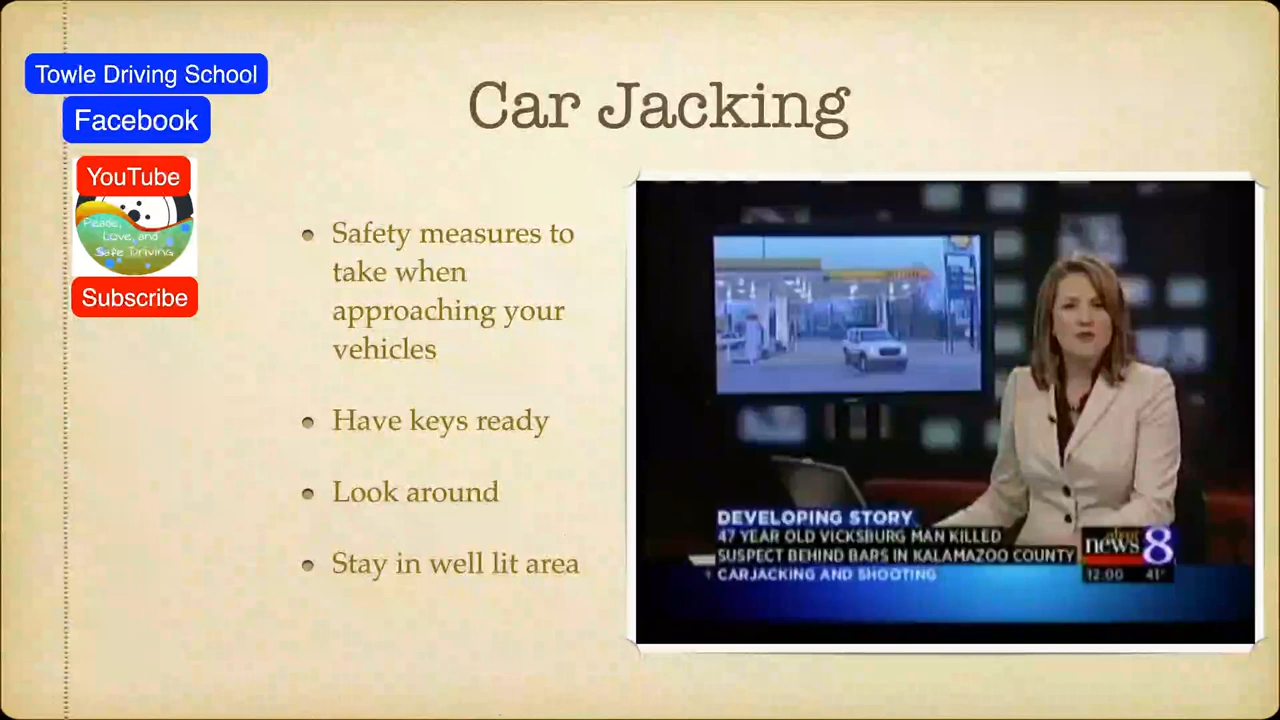 Towle Driving School
Facebook
YouTube
Peace,
Love, and
Safe Driving
Subscribe
Car Jacking
Safety measures to
take when
approaching your
vehicles
Have keys ready
Look around
Stay in well lit area
DEVELOPING STORY
47 YEAR OLD VICKSBURG MAN KILLED
SUSPECT BEHIND BARS IN KALAMAZOO COUNTY
CARJACKING AND SHOOTING
news 8
12:00 41°